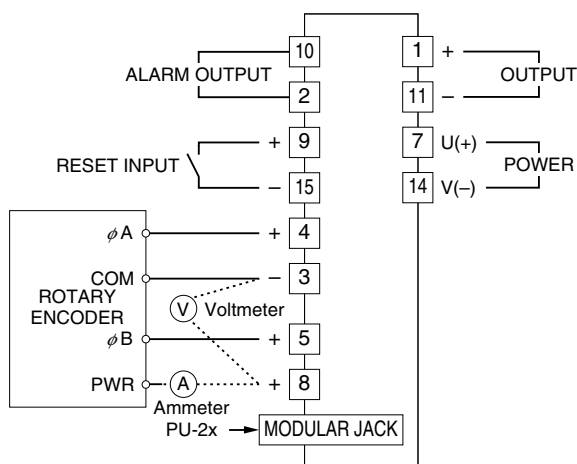 10 1 +
ALARM OUTPUT OUTPUT
2 11 –
+ 9 7 U(+)
RESET INPUT POWER
– 15 14 V(–)
φA + 4
COM – 3
ROTARY ENCODER
V Voltmeter
φB + 5
PWR A + 8
Ammeter
PU-2x MODULAR JACK